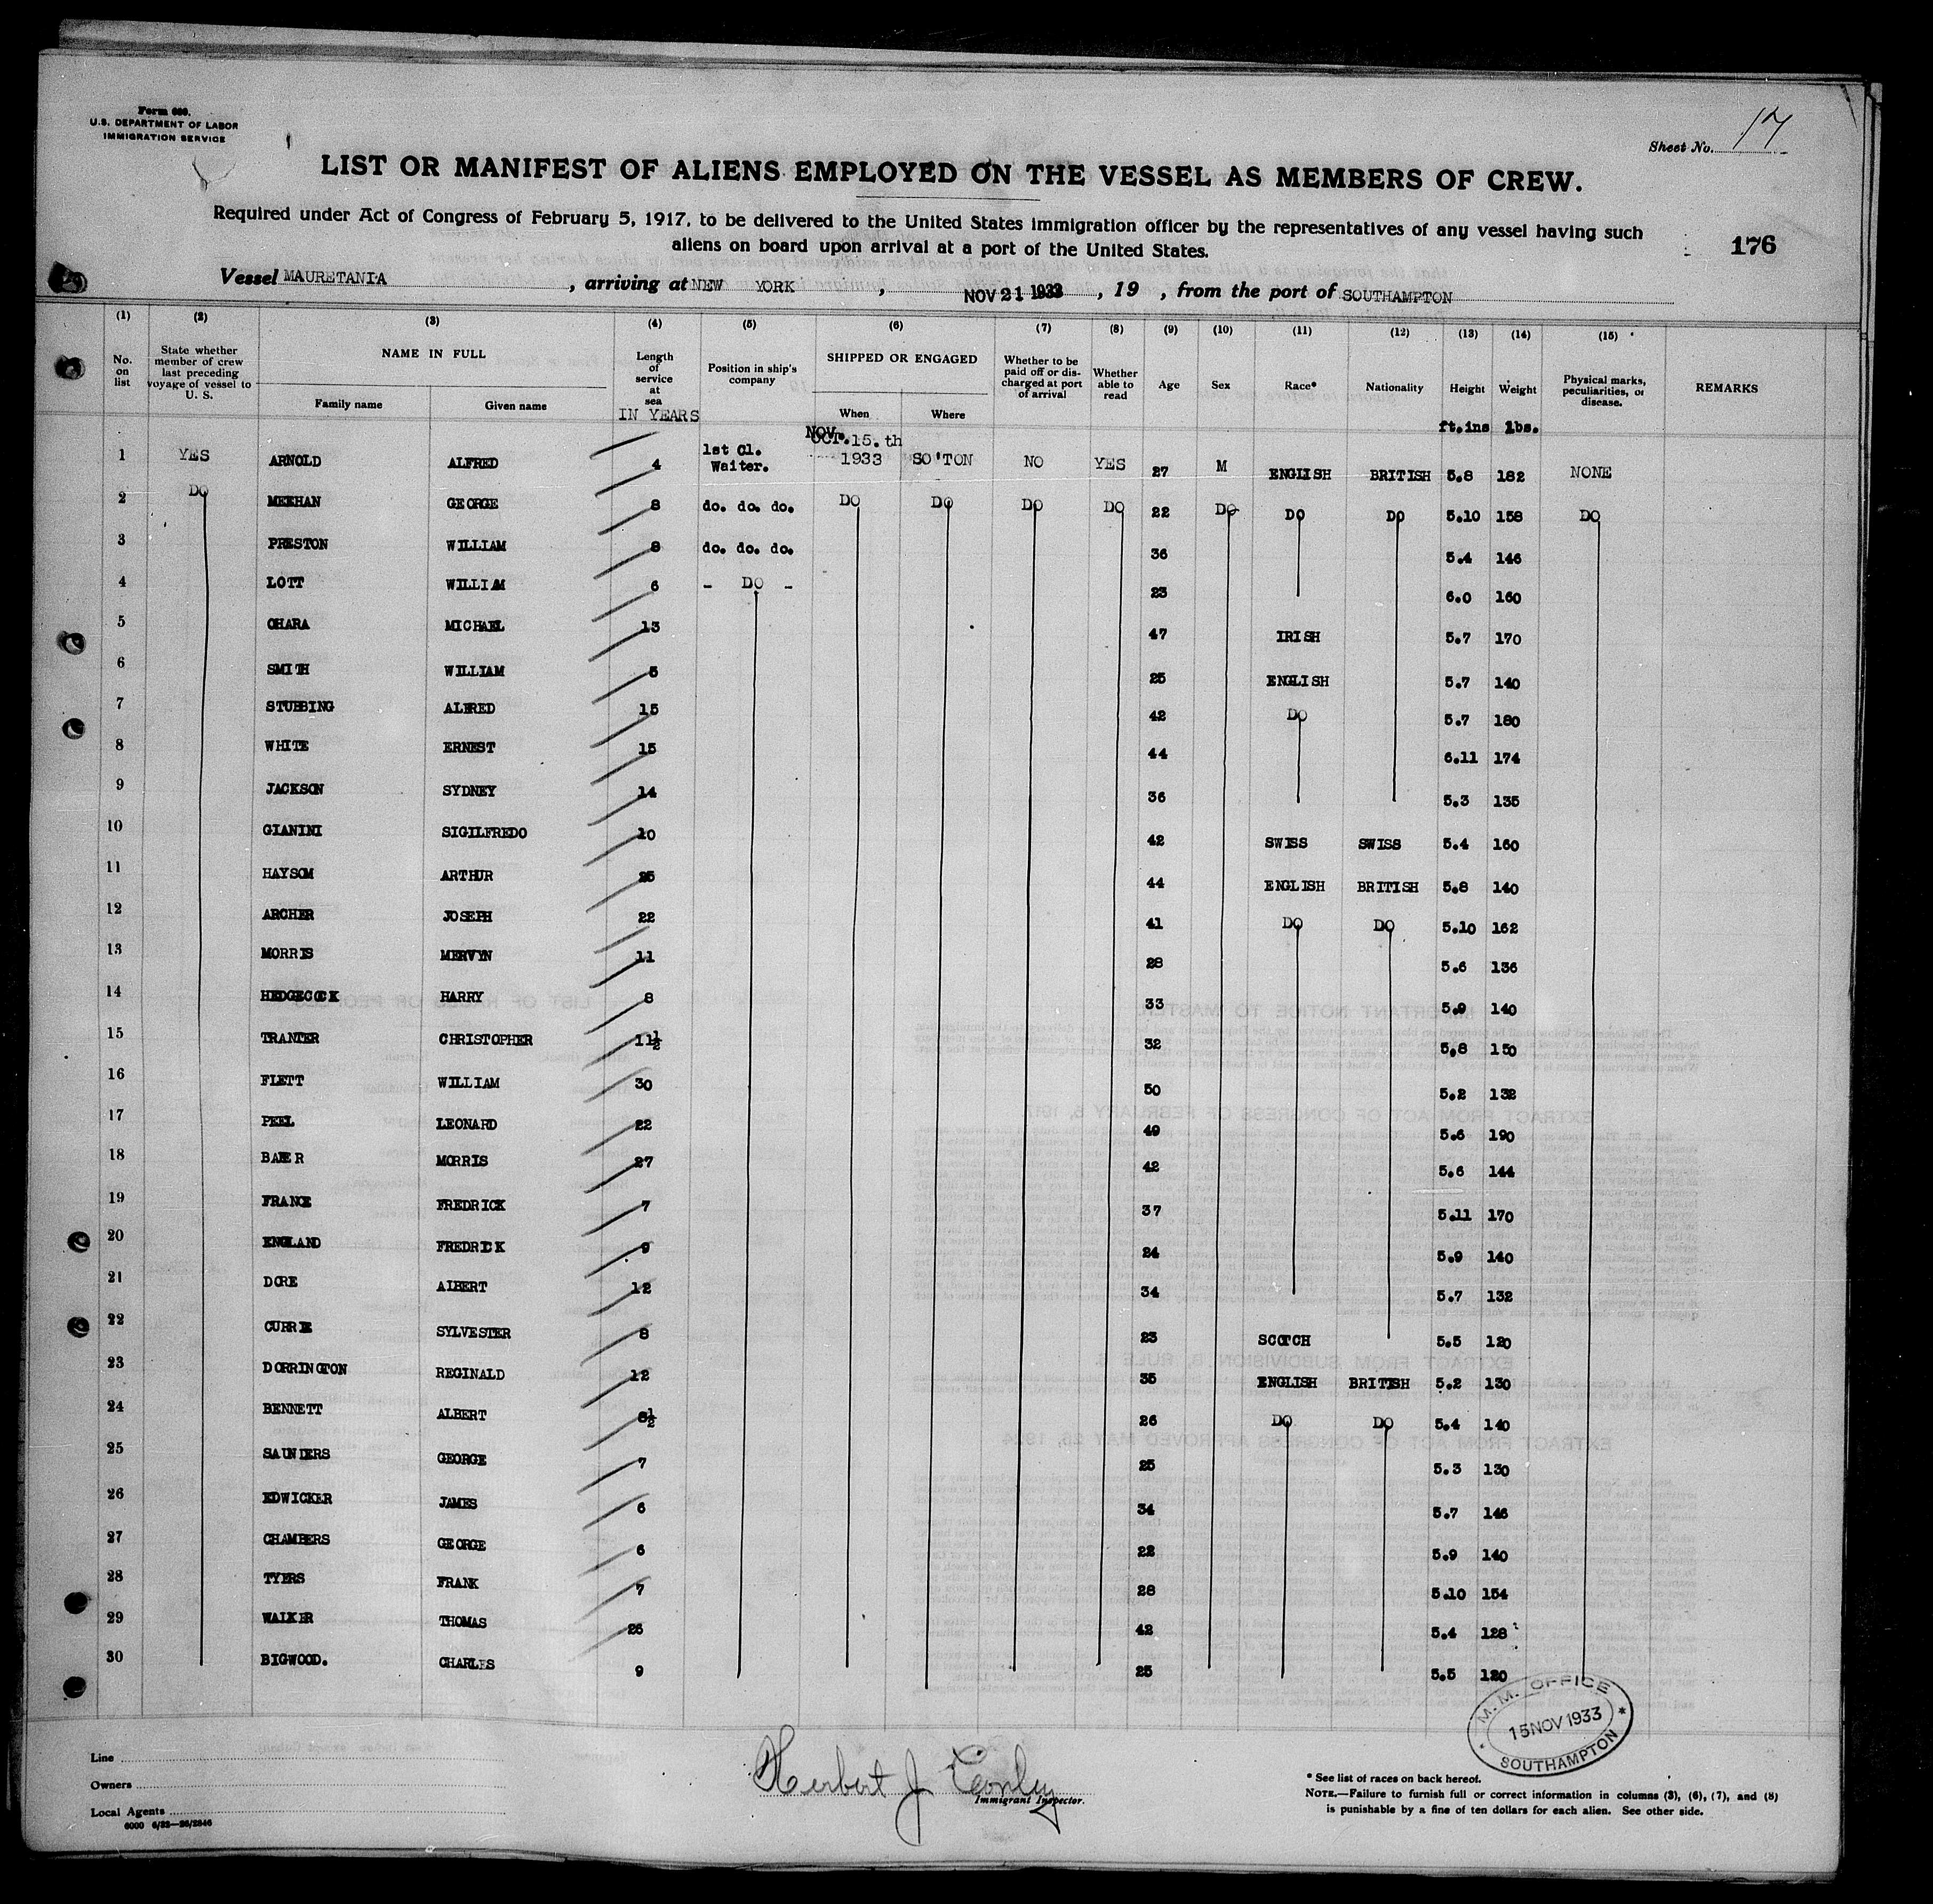 Form 689.
U.S. DEPARTMENT OF LABOR
IMMIGRATION SERVICE
Sheet No. 17
LIST OR MANIFEST OF ALIENS EMPLOYED ON THE VESSEL AS MEMBERS OF CREW.
Required under Act of Congress of February 5, 1917, to be delivered to the United States immigration officer by the representatives of any vessel having such
aliens on board upon arrival at a port of the United States.
176
Vessel MAURETANIA, arriving at NEW YORK, NOV 21 1933, 19 , from the port of SOUTHAMPTON
(1) (2) (3) (4) (5) (6) (7) (8) (9) (10) (11) (12) (13) (14) (15)
No. on list | State whether member of crew last preceding voyage of vessel to U. S. | NAME IN FULL Family name Given name | Length of service at sea IN YEARS | Position in ship's company | SHIPPED OR ENGAGED When Where | Whether to be paid off or discharged at port of arrival | Whether able to read | Age | Sex | Race* | Nationality | Height ft.ins | Weight lbs. | Physical marks, peculiarities, or disease. | REMARKS
1 YES ARNOLD ALFRED 4 1st Cl. Waiter. NOV. 15.th 1933 SO'TON NO YES 27 M ENGLISH BRITISH 5.8 182 NONE
2 DO MEEHAN GEORGE 8 do. do. do. DO DO DO DO 22 DO DO DO 5.10 158 DO
3 PRESTON WILLIAM 8 do. do. do. 36 5.4 146
4 LOTT WILLIAM 6 - DO - 23 6.0 160
5 OHARA MICHAEL 13 47 IRISH 5.7 170
6 SMITH WILLIAM 5 25 ENGLISH 5.7 140
7 STUBBING ALFRED 15 42 DO 5.7 180
8 WHITE ERNEST 15 44 6.11 174
9 JACKSON SYDNEY 14 36 5.3 135
10 GIANINI SIGILFREDO 10 42 SWISS SWISS 5.4 160
11 HAYSOM ARTHUR 25 44 ENGLISH BRITISH 5.8 140
12 ARCHER JOSEPH 22 41 DO DO 5.10 162
13 MORRIS MERVYN 11 28 5.6 136
14 HEDGECOCK HARRY 8 33 5.9 140
15 TRANTER CHRISTOPHER 11½ 32 5.8 150
16 FLETT WILLIAM 30 50 5.2 132
17 PEEL LEONARD 22 49 5.6 190
18 BAKER MORRIS 27 42 5.6 144
19 FRANCE FREDRICK 7 37 5.11 170
20 ENGLAND FREDRICK 9 24 5.9 140
21 DORE ALBERT 12 34 5.7 132
22 CURRIE SYLVESTER 8 23 SCOTCH 5.5 120
23 DORRINGTON REGINALD 12 35 ENGLISH BRITISH 5.2 130
24 BENNETT ALBERT 8½ 26 DO DO 5.4 140
25 SAUNDERS GEORGE 7 25 5.3 130
26 EDWICKER JAMES 6 34 5.7 146
27 CHAMBERS GEORGE 6 22 5.9 140
28 TYERS FRANK 7 28 5.10 154
29 WALKER THOMAS 25 42 5.4 128
30 BIGWOOD. CHARLES 9 25 5.5 120
M.M. OFFICE
15 NOV 1933
SOUTHAMPTON
Line
Owners
Local Agents
6000 6/32—26/2846
Herbert J
Immigrant Inspector.
* See list of races on back hereof.
NOTE.—Failure to furnish full or correct information in columns (3), (6), (7), and (8)
is punishable by a fine of ten dollars for each alien. See other side.